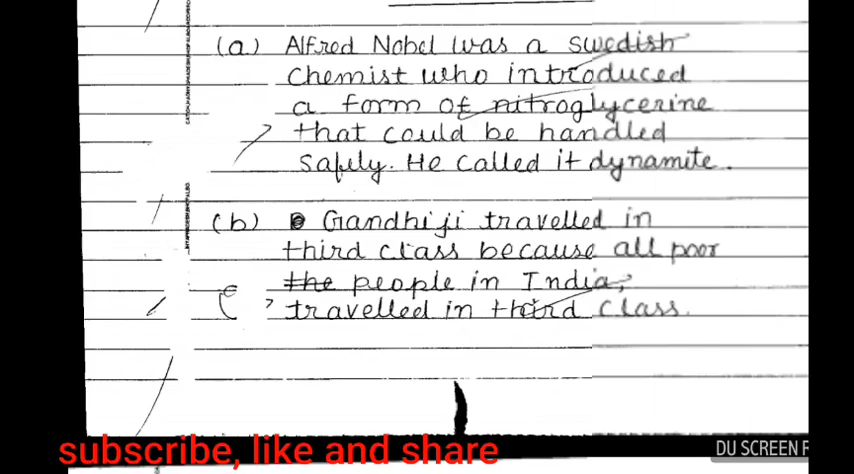 (a) Alfred Nobel was a swedish
chemist who introduced
a form of nitroglycerine
that could be handled
safely. He called it dynamite.
(b) Gandhiji travelled in
third class because all poor
the people in India,
travelled in third class.
subscribe, like and share
DU SCREEN